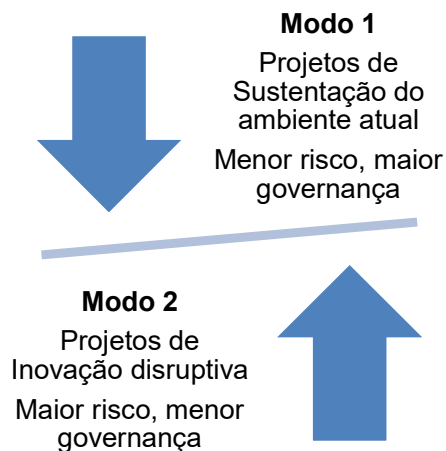 Modo 1
Projetos de
Sustentação do
ambiente atual
Menor risco, maior
governança
Modo 2
Projetos de
Inovação disruptiva
Maior risco, menor
governança